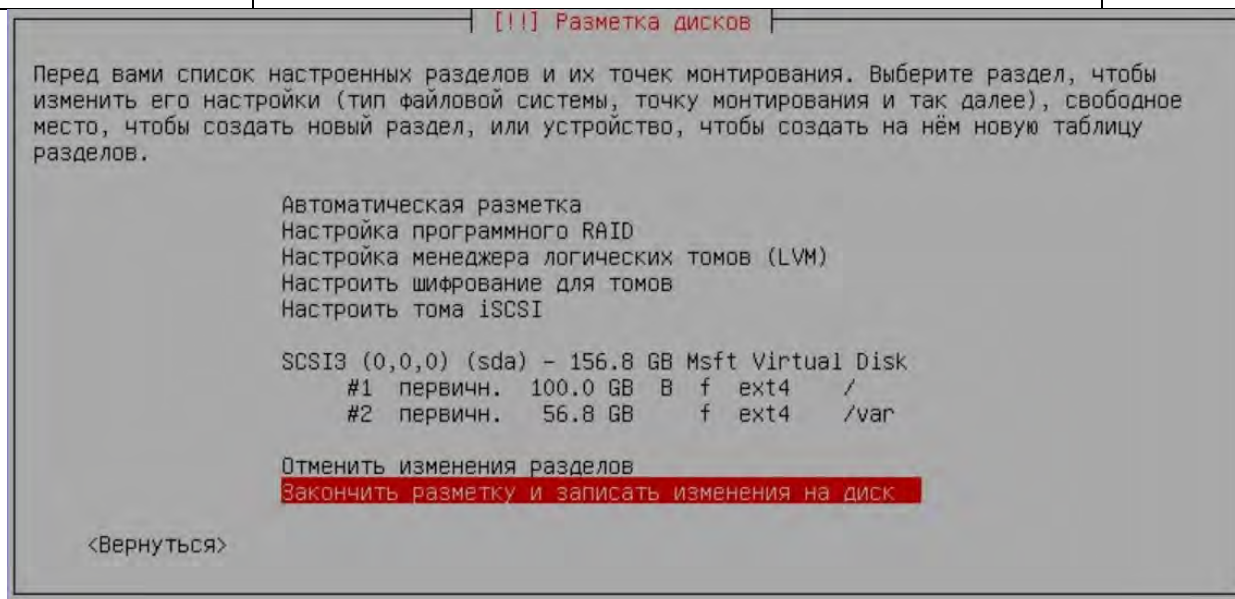 [!!] Разметка дисков
Перед вами список настроенных разделов и их точек монтирования. Выберите раздел, чтобы
изменить его настройки (тип файловой системы, точку монтирования и так далее), свободное
место, чтобы создать новый раздел, или устройство, чтобы создать на нём новую таблицу
разделов.
Автоматическая разметка
Настройка программного RAID
Настройка менеджера логических томов (LVM)
Настроить шифрование для томов
Настроить тома iSCSI
SCSI3 (0,0,0) (sda) – 156.8 GB Msft Virtual Disk
#1 первичн. 100.0 GB B f ext4 /
#2 первичн. 56.8 GB f ext4 /var
Отменить изменения разделов
Закончить разметку и записать изменения на диск
<Вернуться>